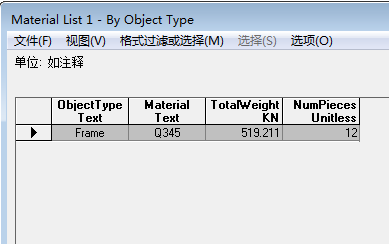 Material List 1 - By Object Type
文件(F) 视图(V) 格式过滤或选择(M) 选择(S) 选项(O)
单位: 如注释
ObjectType Material TotalWeight NumPieces
Text Text KN Unitless
Frame Q345 519.211 12